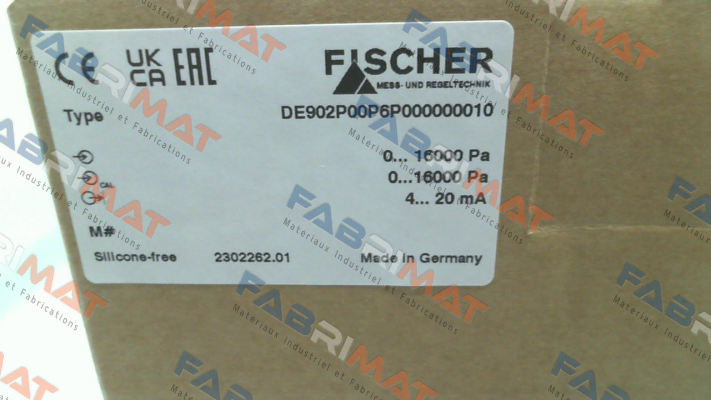 CE UK CA EAC FISCHER
MESS- UND REGELTECHNIK
Type DE902P00P6P000000010
0... 16000 Pa
CAL 0...16000 Pa
4... 20 mA
M#
Silicone-free 2302262.01 Made in Germany
FABRIMAT
Materiaux Industriel et Fabrications